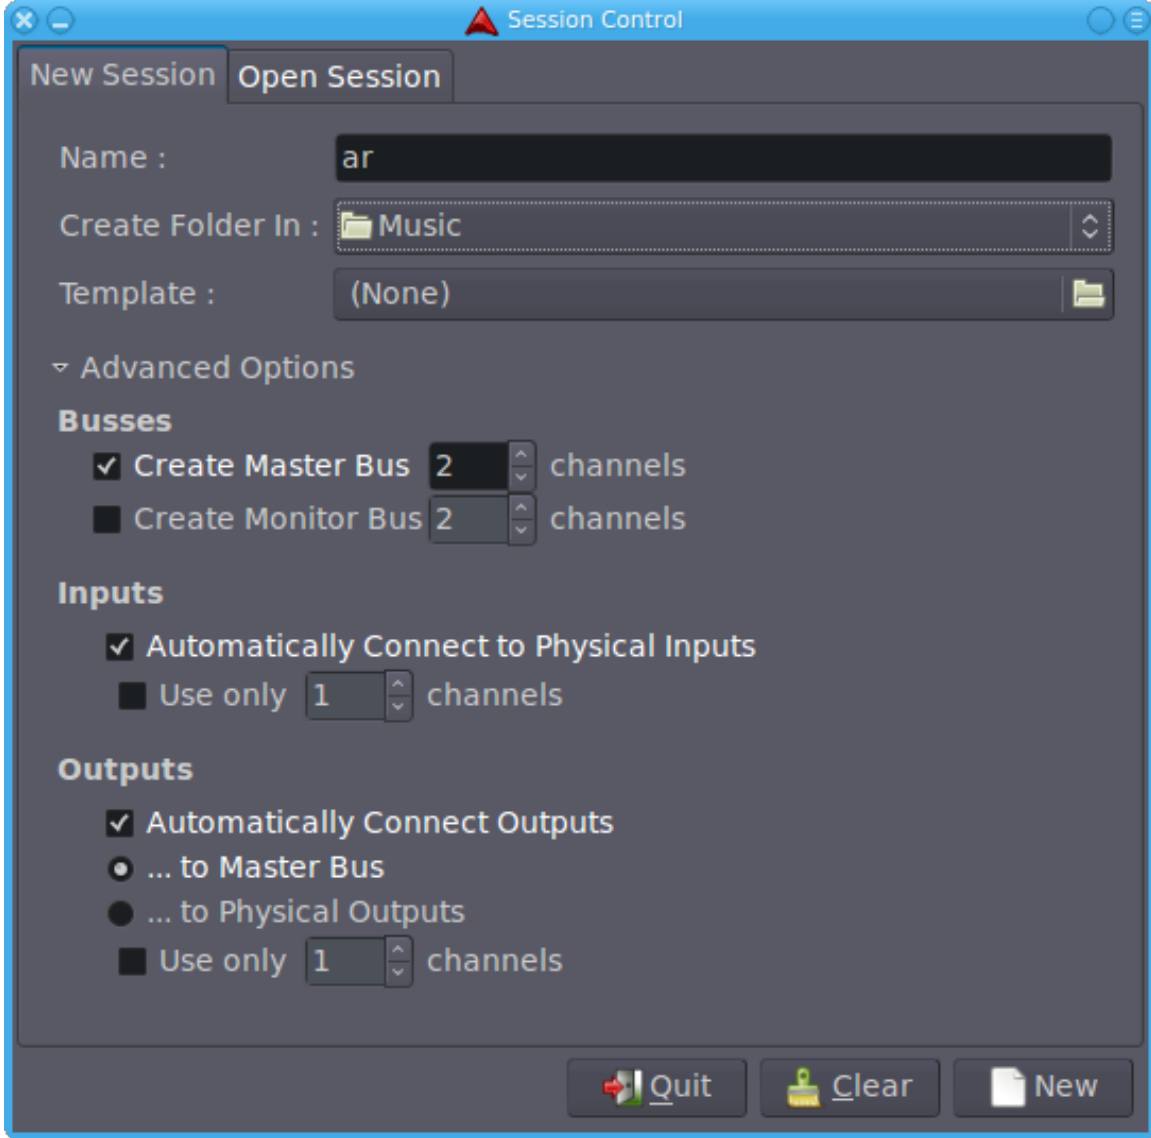 Session Control
New Session Open Session
Name : ar
Create Folder In : Music
Template : (None)
Advanced Options
Busses
Create Master Bus 2 channels
Create Monitor Bus 2 channels
Inputs
Automatically Connect to Physical Inputs
Use only 1 channels
Outputs
Automatically Connect Outputs
... to Master Bus
... to Physical Outputs
Use only 1 channels
Quit Clear New